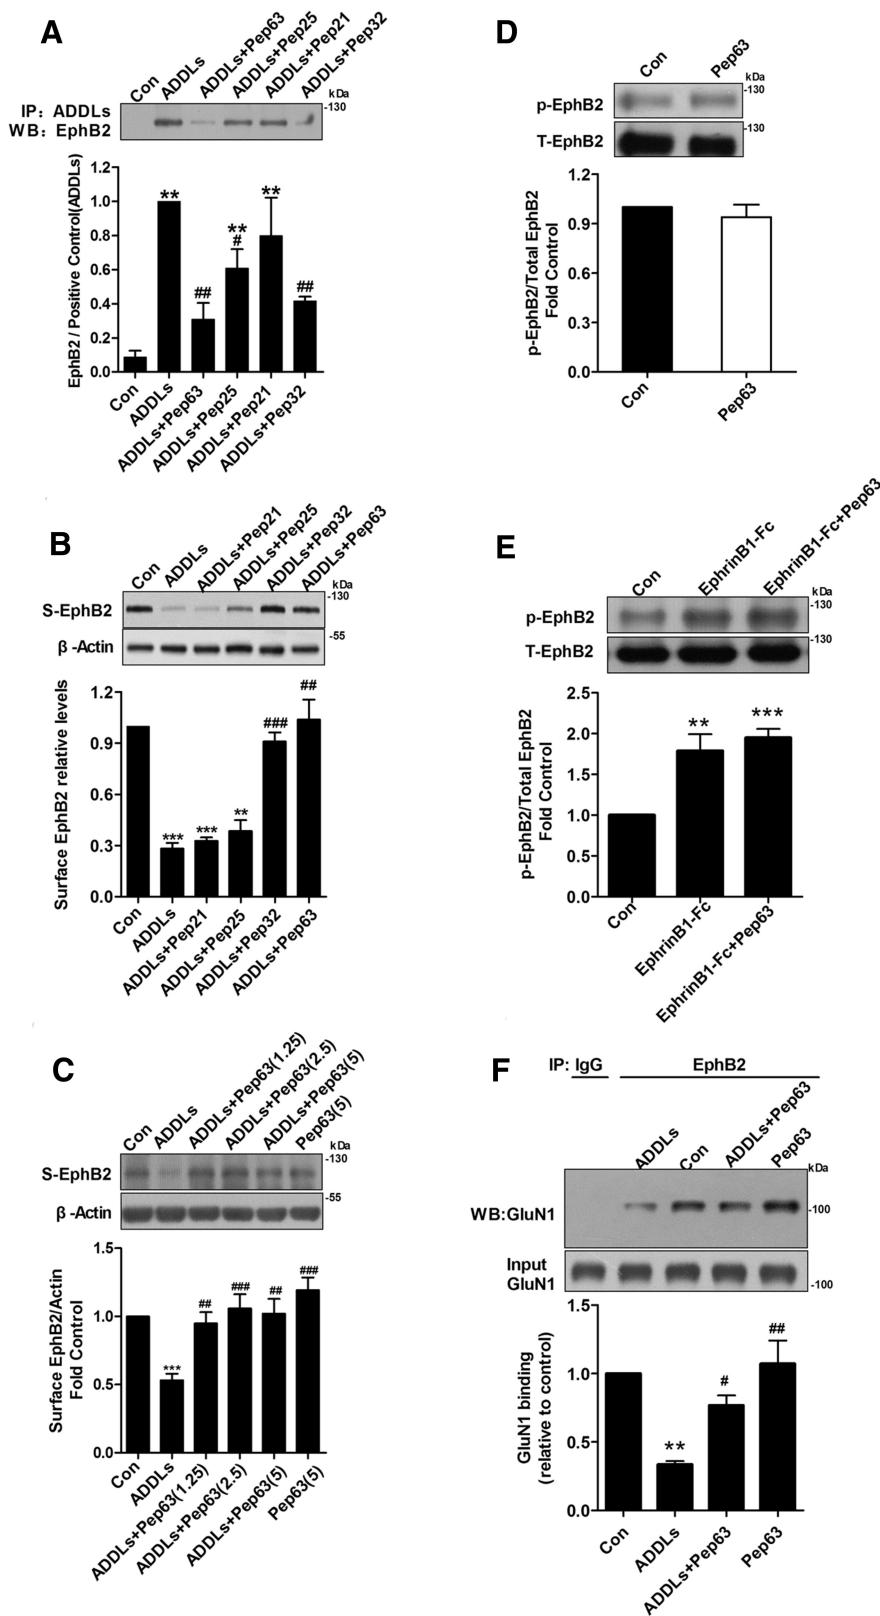 A
Con
ADDLs
ADDLs+Pep63
ADDLs+Pep25
ADDLs+Pep21
ADDLs+Pep32
kDa
IP: ADDLs
WB: EphB2
-130
EphB2 / Positive Control(ADDLs)
1.2
1.0
0.8
0.6
0.4
0.2
0.0
**
##
**
#
**
##
Con
ADDLs
ADDLs+Pep63
ADDLs+Pep25
ADDLs+Pep21
ADDLs+Pep32
B
Con
ADDLs
ADDLs+Pep21
ADDLs+Pep25
ADDLs+Pep32
ADDLs+Pep63
kDa
S-EphB2
-130
β -Actin
-55
Surface EphB2 relative levels
1.2
0.9
0.6
0.3
0.0
***
***
**
###
##
Con
ADDLs
ADDLs+Pep21
ADDLs+Pep25
ADDLs+Pep32
ADDLs+Pep63
C
Con
ADDLs
ADDLs+Pep63(1.25)
ADDLs+Pep63(2.5)
ADDLs+Pep63(5)
Pep63(5)
kDa
S-EphB2
-130
β -Actin
-55
Surface EphB2/Actin
Fold Control
1.5
1.0
0.5
0.0
***
##
###
##
###
Con
ADDLs
ADDLs+Pep63(1.25)
ADDLs+Pep63(2.5)
ADDLs+Pep63(5)
Pep63(5)
D
Con
Pep63
kDa
p-EphB2
-130
T-EphB2
-130
p-EphB2/Total EphB2
Fold Control
1.2
0.9
0.6
0.3
0.0
Con
Pep63
E
Con
EphrinB1-Fc
EphrinB1-Fc+Pep63
kDa
p-EphB2
-130
T-EphB2
-130
p-EphB2/Total EphB2
Fold Control
2.5
2.0
1.5
1.0
0.5
0.0
**
***
Con
EphrinB1-Fc
EphrinB1-Fc+Pep63
F
IP: IgG
EphB2
ADDLs
Con
ADDLs+Pep63
Pep63
kDa
WB:GluN1
-100
Input
GluN1
-100
GluN1 binding
(relative to control)
1.5
1.0
0.5
0.0
**
#
##
Con
ADDLs
ADDLs+Pep63
Pep63